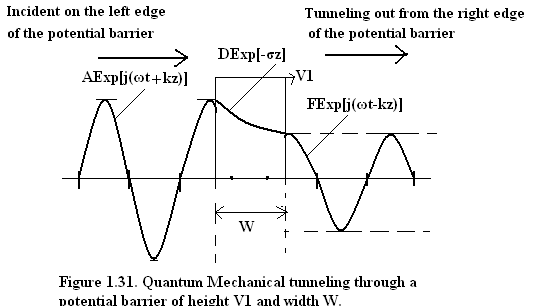 Incident on the left edge
of the potential barrier
Tunneling out from the right edge
of the potential barrier
DExp[-σz]
V1
AExp[j(ωt+kz)]
FExp[j(ωt-kz)]
W
Figure 1.31. Quantum Mechanical tunneling through a
potential barrier of height V1 and width W.